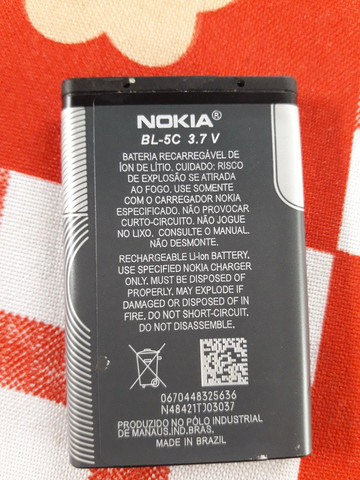 NOKIA®
BL-5C 3.7 V
BATERIA RECARREGÁVEL DE
ÍON DE LÍTIO. CUIDADO: RISCO
DE EXPLOSÃO SE ATIRADA
AO FOGO. USE SOMENTE
COM O CARREGADOR NOKIA
ESPECIFICADO. NÃO PROVOQUE
CURTO-CIRCUITO. NÃO JOGUE
NO LIXO. CONSULTE O MANUAL.
NÃO DESMONTE.
RECHARGEABLE Li-Ion BATTERY.
USE SPECIFIED NOKIA CHARGER
ONLY. MUST BE DISPOSED OF
PROPERLY. MAY EXPLODE IF
DAMAGED OR DISPOSED OF IN
FIRE. DO NOT SHORT-CIRCUIT.
DO NOT DISASSEMBLE.
0670448325636
N48421TJ03037
PRODUZIDO NO PÓLO INDUSTRIAL
DE MANAUS,IND.BRAS.
MADE IN BRAZIL